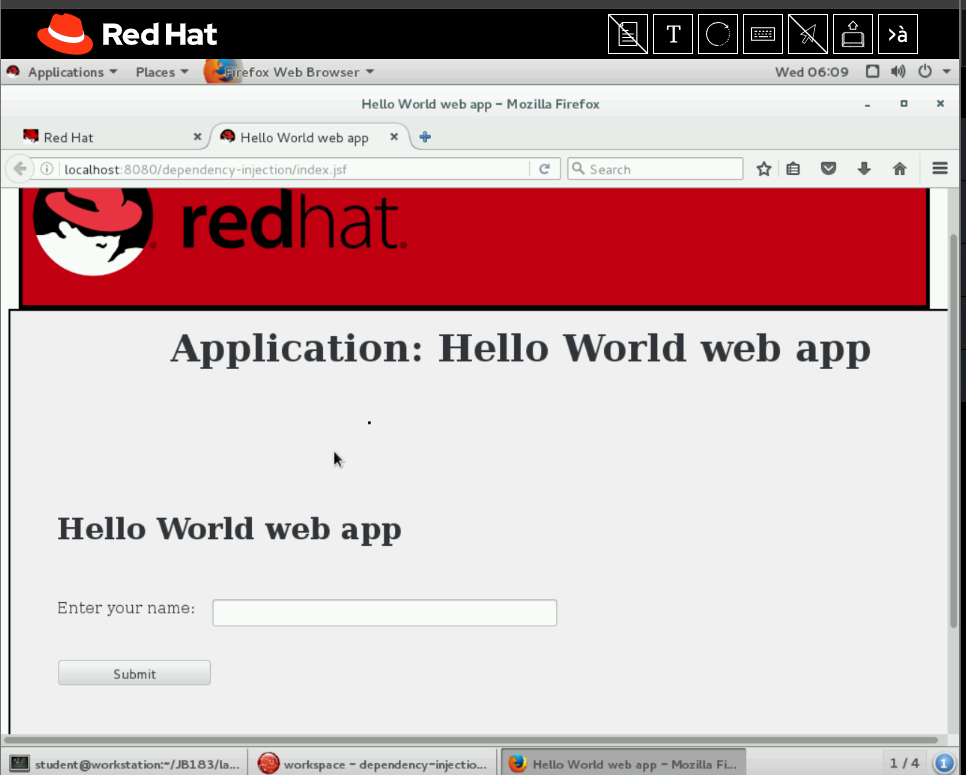 Red Hat
T
>à
Applications Places Firefox Web Browser Wed 06:09
Hello World web app - Mozilla Firefox
Red Hat Hello World web app
localhost:8080/dependency-injection/index.jsf Search
redhat.
Application: Hello World web app
.
Hello World web app
Enter your name:
Submit
student@workstation:~/JB183/la... workspace - dependency-injectio... Hello World web app - Mozilla Fi... 1 / 4 1